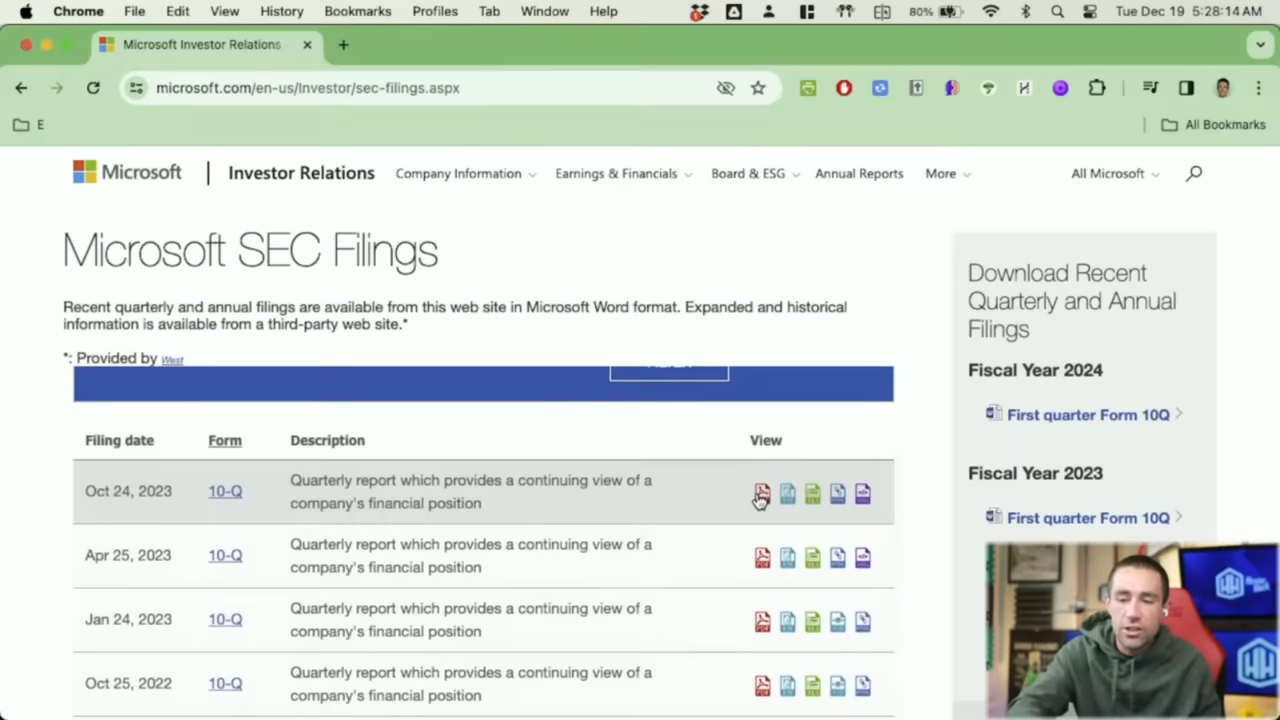 Chrome File Edit View History Bookmarks Profiles Tab Window Help 80% Tue Dec 19 5:28:14 AM
Microsoft Investor Relations
microsoft.com/en-us/Investor/sec-filings.aspx
E All Bookmarks
Microsoft Investor Relations Company Information Earnings & Financials Board & ESG Annual Reports More All Microsoft
Microsoft SEC Filings
Recent quarterly and annual filings are available from this web site in Microsoft Word format. Expanded and historical
information is available from a third-party web site.*
*: Provided by West
Filing date Form Description View
Oct 24, 2023 10-Q Quarterly report which provides a continuing view of a
company's financial position
Apr 25, 2023 10-Q Quarterly report which provides a continuing view of a
company's financial position
Jan 24, 2023 10-Q Quarterly report which provides a continuing view of a
company's financial position
Oct 25, 2022 10-Q Quarterly report which provides a continuing view of a
company's financial position
Download Recent
Quarterly and Annual
Filings
Fiscal Year 2024
First quarter Form 10Q
Fiscal Year 2023
First quarter Form 10Q